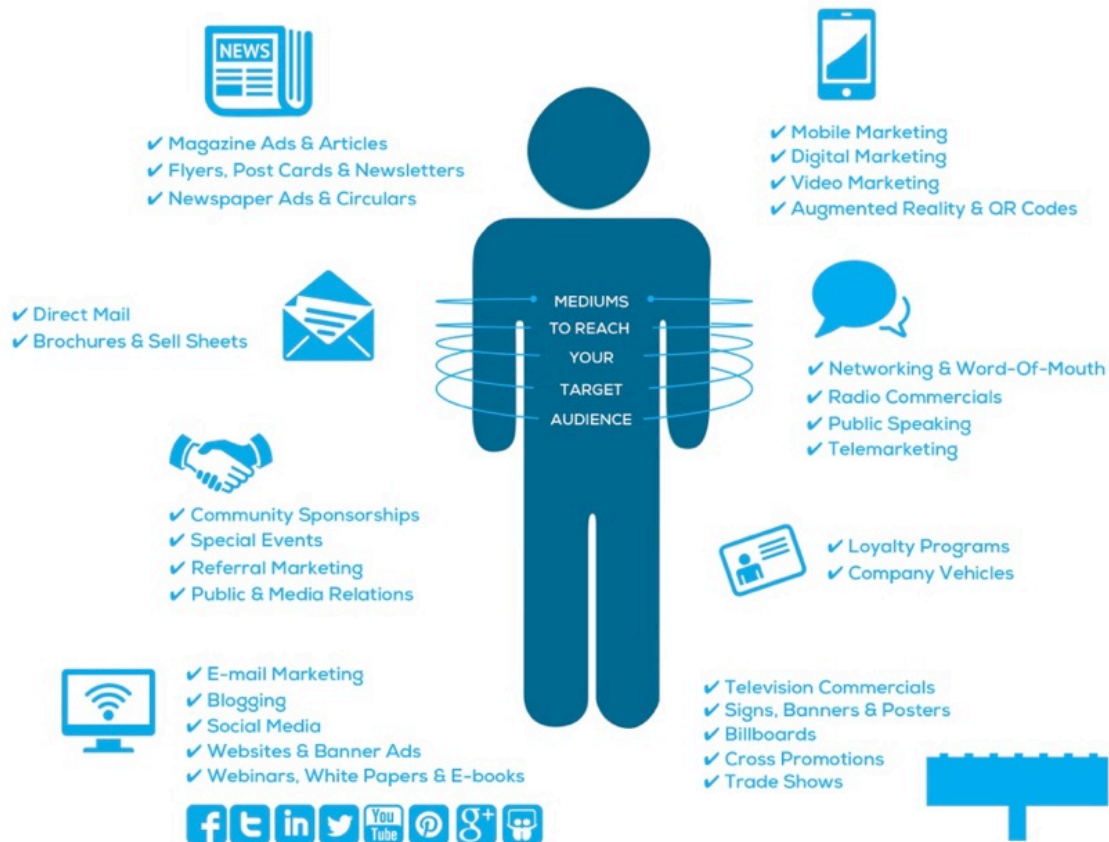 NEWS
✔ Magazine Ads & Articles
✔ Flyers, Post Cards & Newsletters
✔ Newspaper Ads & Circulars
✔ Mobile Marketing
✔ Digital Marketing
✔ Video Marketing
✔ Augmented Reality & QR Codes
✔ Direct Mail
✔ Brochures & Sell Sheets
MEDIUMS
TO REACH
YOUR
TARGET
AUDIENCE
✔ Networking & Word-Of-Mouth
✔ Radio Commercials
✔ Public Speaking
✔ Telemarketing
✔ Community Sponsorships
✔ Special Events
✔ Referral Marketing
✔ Public & Media Relations
✔ Loyalty Programs
✔ Company Vehicles
✔ E-mail Marketing
✔ Blogging
✔ Social Media
✔ Websites & Banner Ads
✔ Webinars, White Papers & E-books
f t in You Tube g+
✔ Television Commercials
✔ Signs, Banners & Posters
✔ Billboards
✔ Cross Promotions
✔ Trade Shows